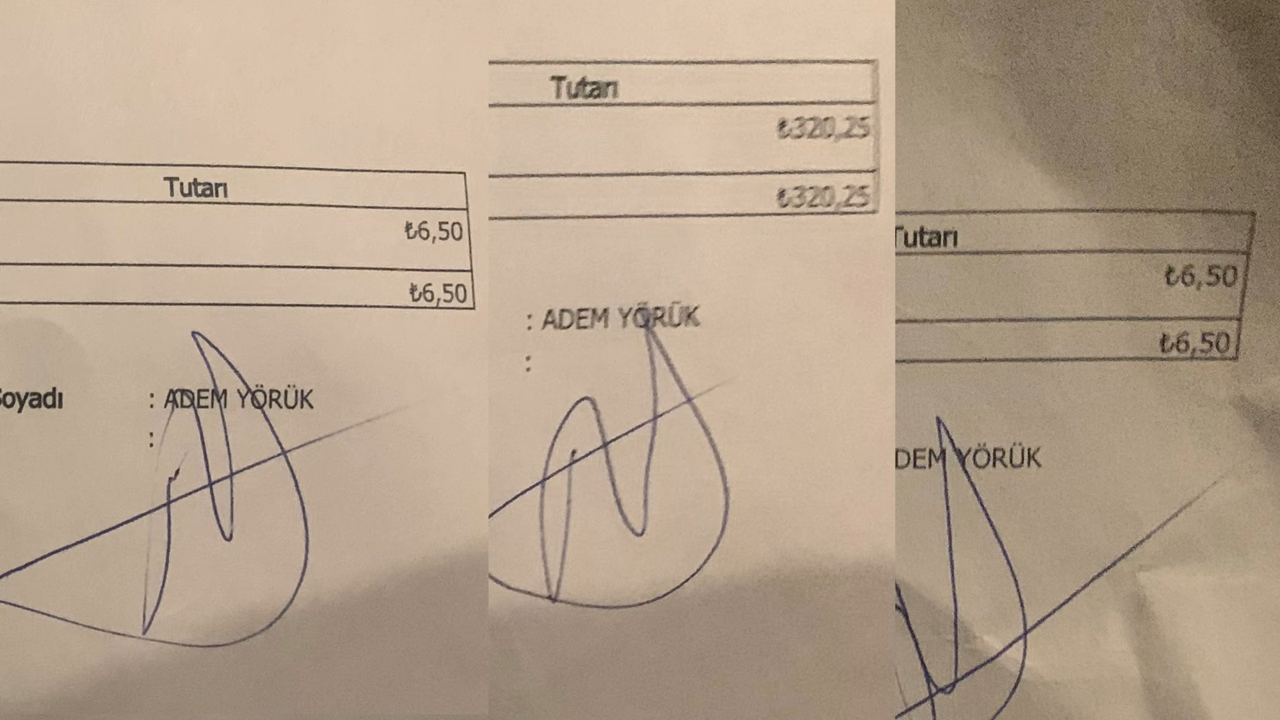 Tutarı
₺6,50
₺6,50
Soyadı : ADEM YÖRÜK
:
Tutarı
₺320,25
₺320,25
: ADEM YÖRÜK
:
Tutarı
₺6,50
₺6,50
DEM YÖRÜK